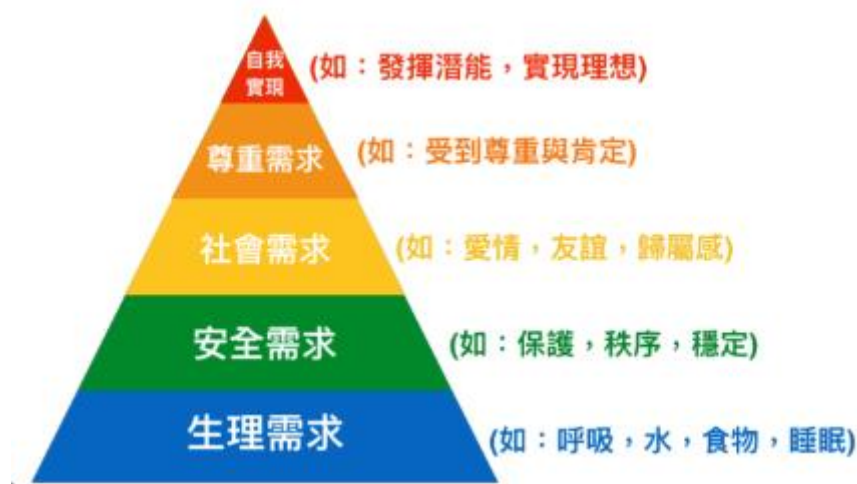 自我
實現
(如：發揮潛能，實現理想)
尊重需求
(如：受到尊重與肯定)
社會需求
(如：愛情，友誼，歸屬感)
安全需求
(如：保護，秩序，穩定)
生理需求
(如：呼吸，水，食物，睡眠)